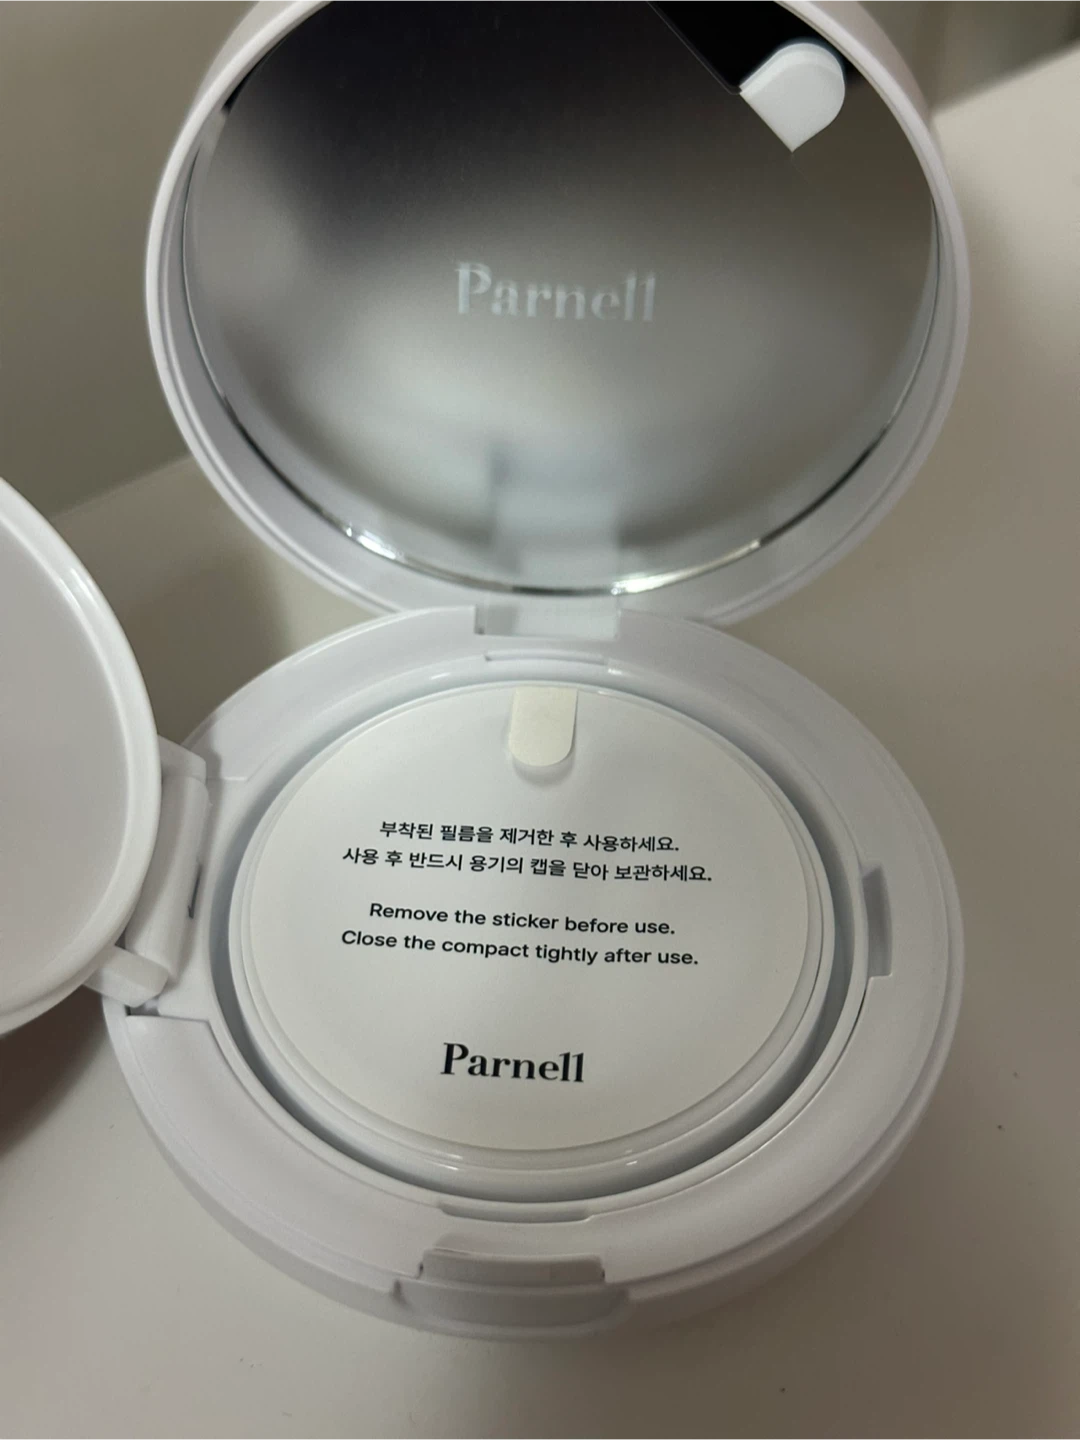 Parnell
부착된 필름을 제거한 후 사용하세요.
사용 후 반드시 용기의 캡을 닫아 보관하세요.
Remove the sticker before use.
Close the compact tightly after use.
Parnell